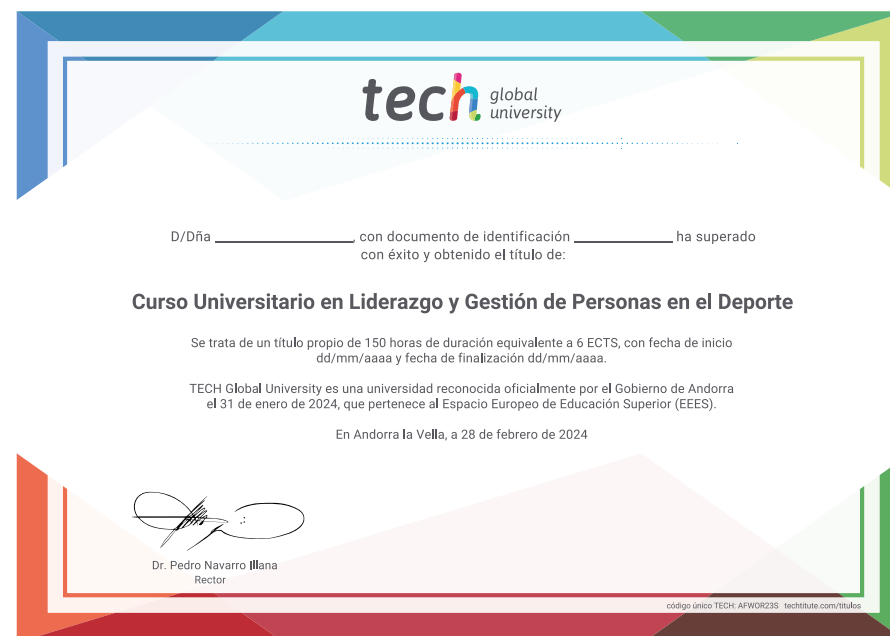 tech global university
D/Dña ____________________, con documento de identificación ______________ ha superado
con éxito y obtenido el título de:
Curso Universitario en Liderazgo y Gestión de Personas en el Deporte
Se trata de un título propio de 150 horas de duración equivalente a 6 ECTS, con fecha de inicio
dd/mm/aaaa y fecha de finalización dd/mm/aaaa.
TECH Global University es una universidad reconocida oficialmente por el Gobierno de Andorra
el 31 de enero de 2024, que pertenece al Espacio Europeo de Educación Superior (EEES).
En Andorra la Vella, a 28 de febrero de 2024
Dr. Pedro Navarro Illana
Rector
código único TECH: AFWOR23S techtitute.com/titulos